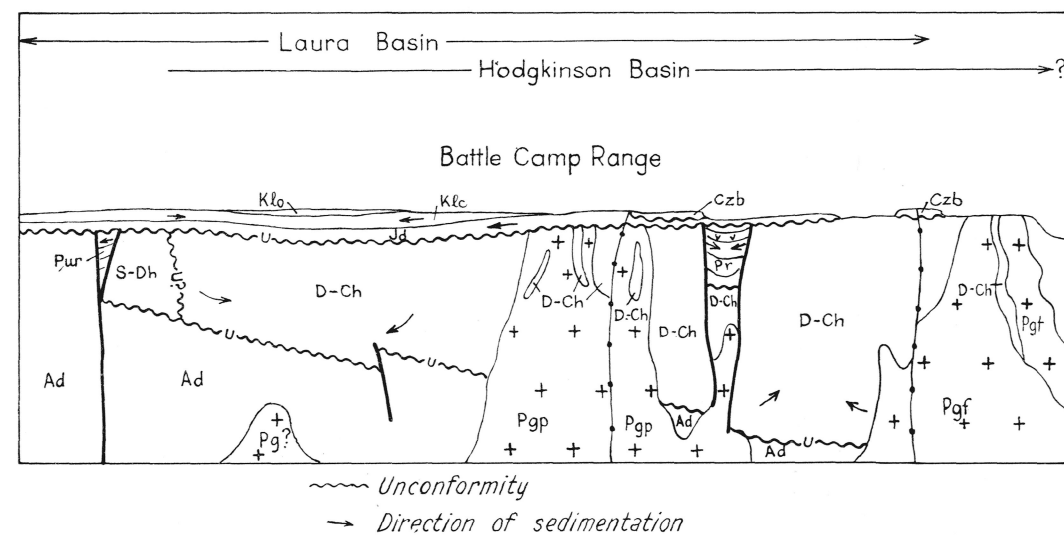 Laura Basin
Hodgkinson Basin ?
Battle Camp Range
Klo Klc Czb Czb
U Jd
Pur S-Dh U? D-Ch D-Ch D-Ch D-Ch Pr D-Ch D-Ch D-Ch Pgt
U U
Ad Ad Pg? Pgp Pgp Ad U Ad Pgf
Unconformity
Direction of sedimentation